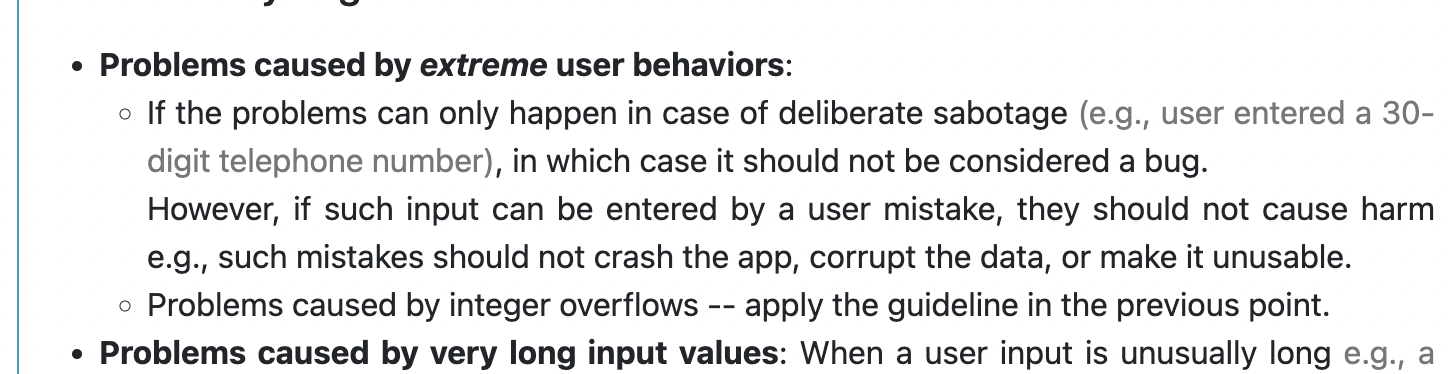 • Problems caused by extreme user behaviors:
◦ If the problems can only happen in case of deliberate sabotage (e.g., user entered a 30-
digit telephone number), in which case it should not be considered a bug.
However, if such input can be entered by a user mistake, they should not cause harm
e.g., such mistakes should not crash the app, corrupt the data, or make it unusable.
◦ Problems caused by integer overflows -- apply the guideline in the previous point.
• Problems caused by very long input values: When a user input is unusually long e.g., a